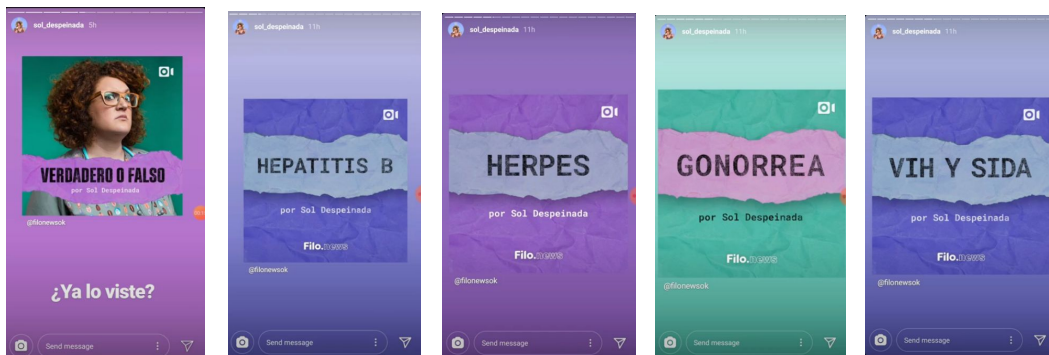 sol_despeinada 5h
VERDADERO O FALSO
por Sol Despeinada
@filonewsok
¿Ya lo viste?
Send message
sol_despeinada 11h
HEPATITIS B
por Sol Despeinada
Filo.news
@filonewsok
Send message
sol_despeinada 11h
HERPES
por Sol Despeinada
Filo.news
@filonewsok
Send message
sol_despeinada 11h
GONORREA
por Sol Despeinada
Filo.news
@filonewsok
Send message
sol_despeinada 11h
VIH Y SIDA
por Sol Despeinada
Filo.news
@filonewsok
Send message